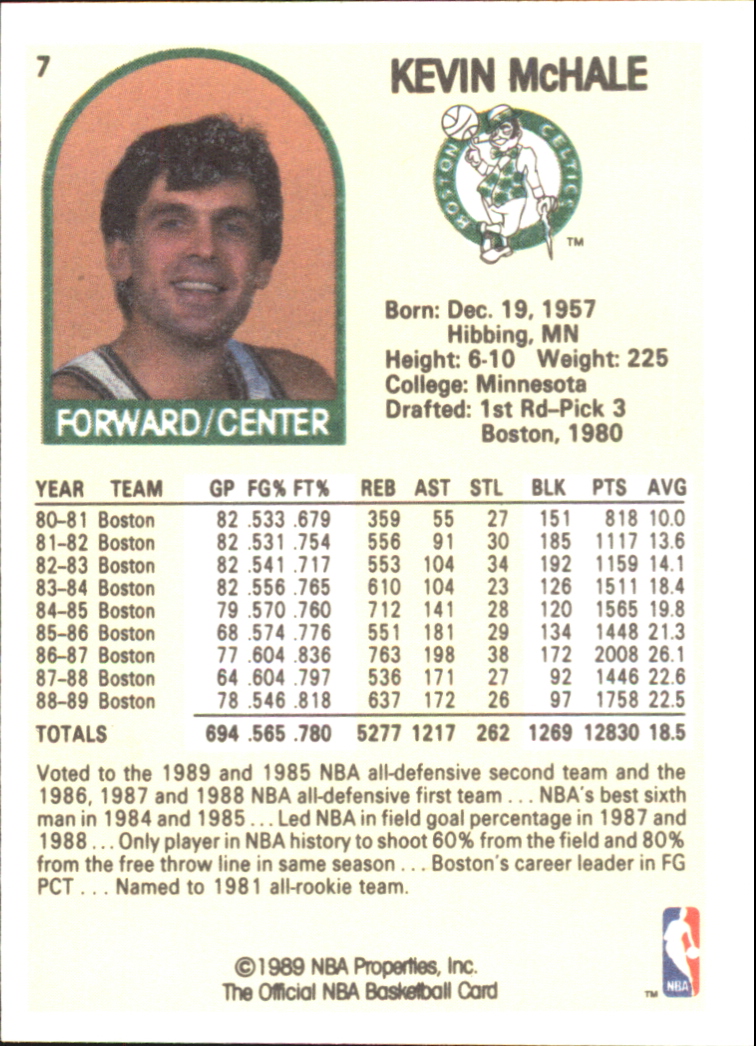 7
KEVIN McHALE
BOSTON CELTICS
TM
Born: Dec. 19, 1957
Hibbing, MN
Height: 6-10 Weight: 225
College: Minnesota
Drafted: 1st Rd–Pick 3
Boston, 1980
FORWARD/CENTER
YEAR TEAM GP FG% FT% REB AST STL BLK PTS AVG
80–81 Boston 82 .533 .679 359 55 27 151 818 10.0
81–82 Boston 82 .531 .754 556 91 30 185 1117 13.6
82–83 Boston 82 .541 .717 553 104 34 192 1159 14.1
83–84 Boston 82 .556 .765 610 104 23 126 1511 18.4
84–85 Boston 79 .570 .760 712 141 28 120 1565 19.8
85–86 Boston 68 .574 .776 551 181 29 134 1448 21.3
86–87 Boston 77 .604 .836 763 198 38 172 2008 26.1
87–88 Boston 64 .604 .797 536 171 27 92 1446 22.6
88–89 Boston 78 .546 .818 637 172 26 97 1758 22.5
TOTALS 694 .565 .780 5277 1217 262 1269 12830 18.5
Voted to the 1989 and 1985 NBA all-defensive second team and the
1986, 1987 and 1988 NBA all-defensive first team . . . NBA's best sixth
man in 1984 and 1985 . . . Led NBA in field goal percentage in 1987 and
1988 . . . Only player in NBA history to shoot 60% from the field and 80%
from the free throw line in same season . . . Boston's career leader in FG
PCT . . . Named to 1981 all-rookie team.
©1989 NBA Properties, Inc.
The Official NBA Basketball Card
NBA
TM